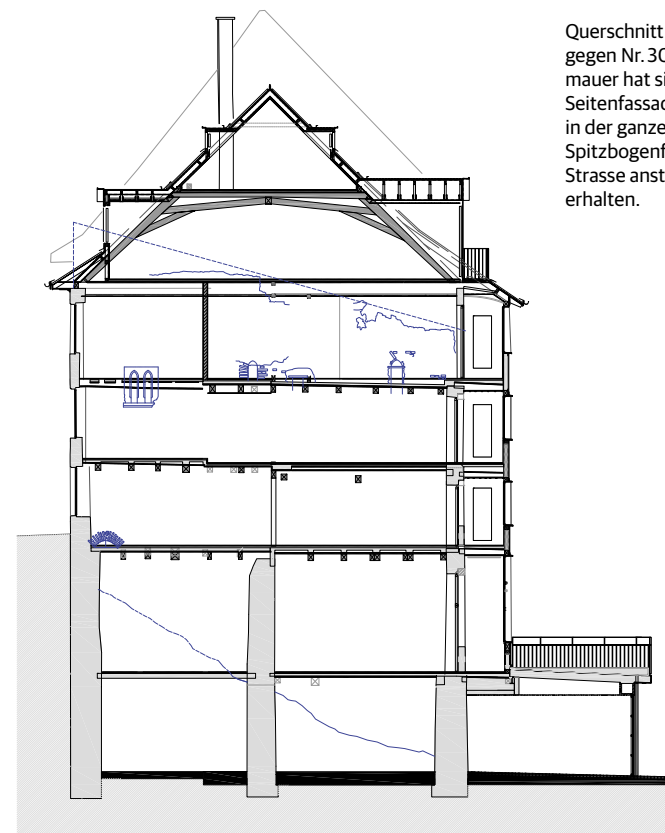 Querschnitt
gegen Nr. 30
mauer hat si
Seitenfassad
in der ganze
Spitzbogenf
Strasse anst
erhalten.